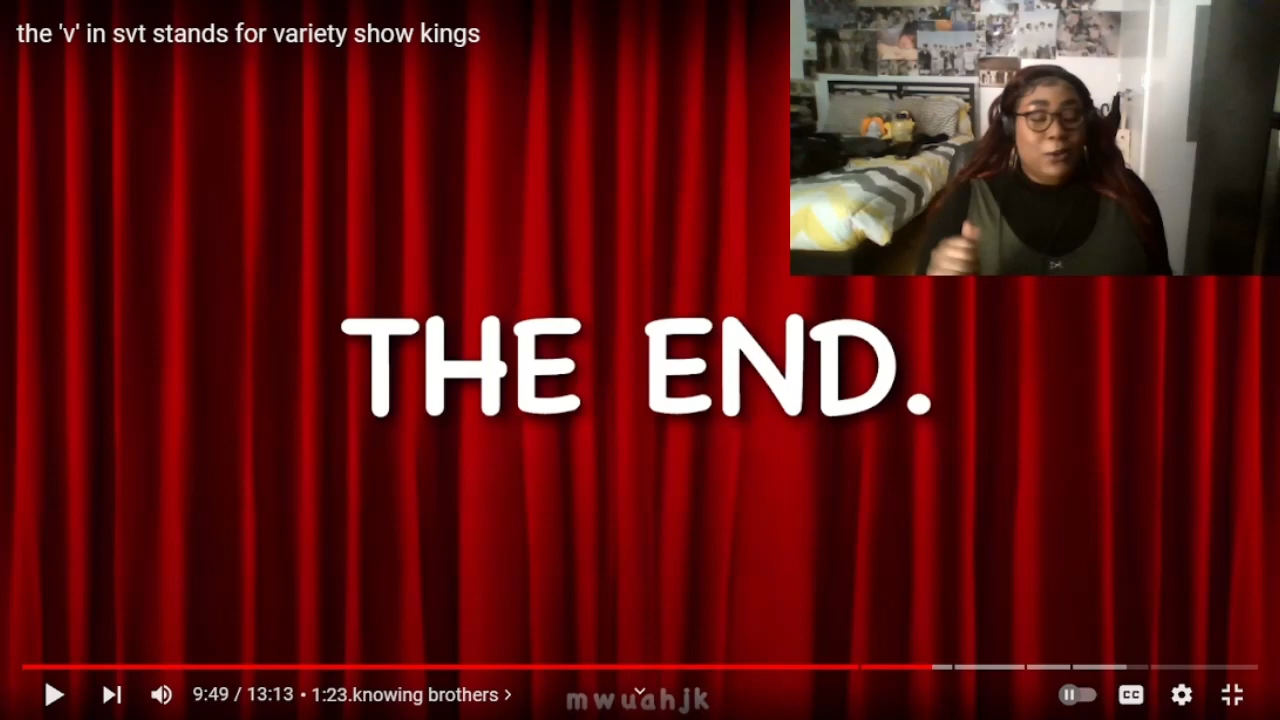 the 'v' in svt stands for variety show kings
THE END.
9:49 / 13:13 • 1:23.knowing brothers >
mwuahjk
CC